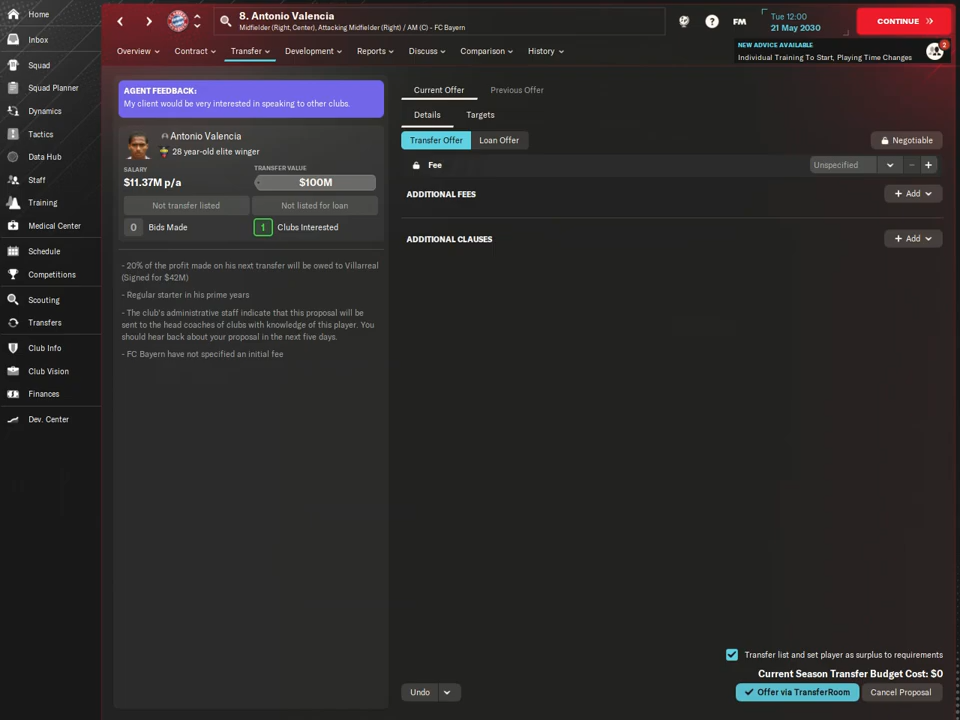 Home
Inbox
Squad
Squad Planner
Dynamics
Tactics
Data Hub
Staff
Training
Medical Center
Schedule
Competitions
Scouting
Transfers
Club Info
Club Vision
Finances
Dev. Center
8. Antonio Valencia
Midfielder (Right, Center), Attacking Midfielder (Right) / AM (C) - FC Bayern
?
FM
Tue 12:00
21 May 2030
CONTINUE
Overview
Contract
Transfer
Development
Reports
Discuss
Comparison
History
NEW ADVICE AVAILABLE
Individual Training To Start, Playing Time Changes
2
AGENT FEEDBACK:
My client would be very interested in speaking to other clubs.
Antonio Valencia
28 year-old elite winger
SALARY
$11.37M p/a
TRANSFER VALUE
$100M
Not transfer listed
Not listed for loan
0 Bids Made
1 Clubs Interested
- 20% of the profit made on his next transfer will be owed to Villarreal
(Signed for $42M)
- Regular starter in his prime years
- The club's administrative staff indicate that this proposal will be
sent to the head coaches of clubs with knowledge of this player. You
should hear back about your proposal in the next five days.
- FC Bayern have not specified an initial fee
Current Offer
Previous Offer
Details
Targets
Transfer Offer
Loan Offer
Negotiable
Fee
Unspecified
ADDITIONAL FEES
+ Add
ADDITIONAL CLAUSES
+ Add
Transfer list and set player as surplus to requirements
Current Season Transfer Budget Cost: $0
Undo
Offer via TransferRoom
Cancel Proposal